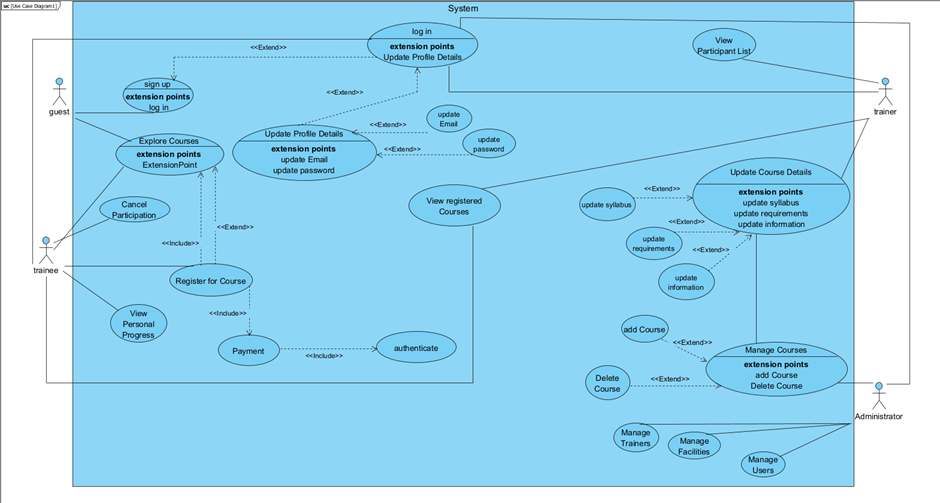 uc [Use Case Diagram1]
System
log in
extension points
Update Profile Details
<<Extend>>
View
Participant List
guest
sign up
extension points
log in
trainer
<<Extend>>
update
Email
<<Extend>>
Update Profile Details
extension points
update Email
update password
update
password
<<Extend>>
Explore Courses
extension points
ExtensionPoint
Update Course Details
extension points
update syllabus
update requirements
update information
<<Extend>>
update syllabus
View registered
Courses
Cancel
Participation
<<Extend>>
<<Extend>>
update
requirements
<<Include>>
<<Extend>>
trainee
Register for Course
update
information
View
Personal
Progress
<<Include>>
add Course
<<Extend>>
Payment
<<Include>>
authenticate
Manage Courses
extension points
add Course
Delete Course
Delete
Course
<<Extend>>
Administrator
Manage
Trainers
Manage
Facilities
Manage
Users